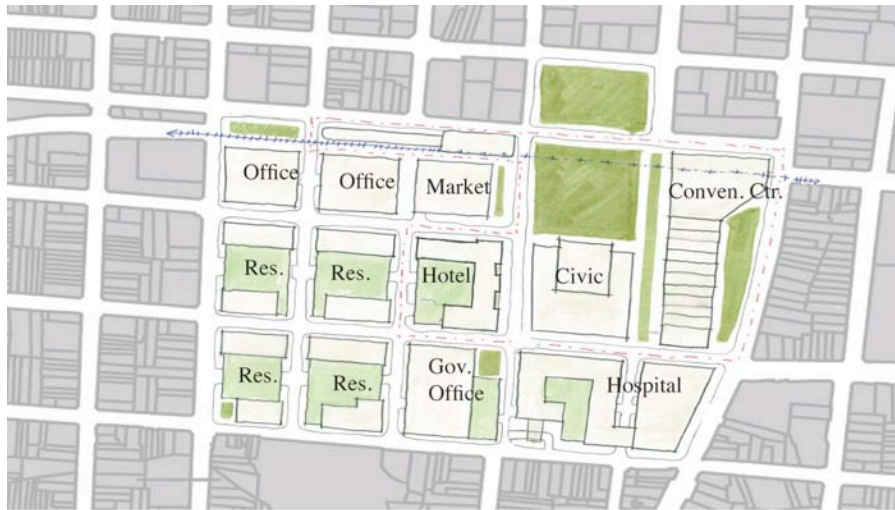 Office
Office
Market
Conven. Ctr.
Res.
Res.
Hotel
Civic
Res.
Res.
Gov.
Office
Hospital